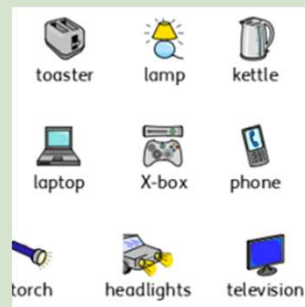 toaster lamp kettle
laptop X-box phone
torch headlights television